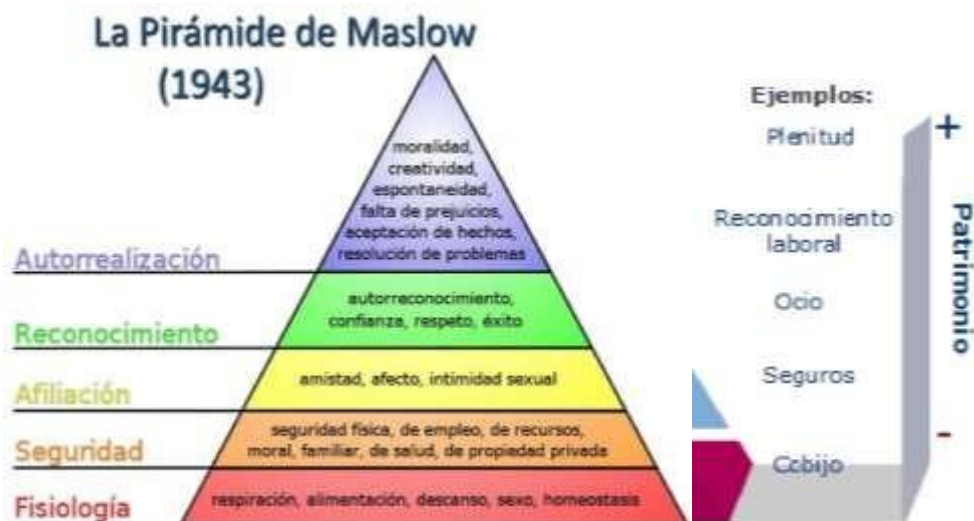 La Pirámide de Maslow
(1943)
moralidad,
creatividad,
espontaneidad,
falta de prejuicios,
aceptación de hechos,
resolución de problemas
Autorrealización
autorreconocimiento,
confianza, respeto, éxito
Reconocimiento
amistad, afecto, intimidad sexual
Afiliación
seguridad física, de empleo, de recursos,
moral, familiar, de salud, de propiedad privada
Seguridad
respiración, alimentación, descanso, sexo, homeostasis
Fisiología
Ejemplos:
Plenitud
Reconocimiento
laboral
Ocio
Seguros
Cobijo
+
Patrimonio
-